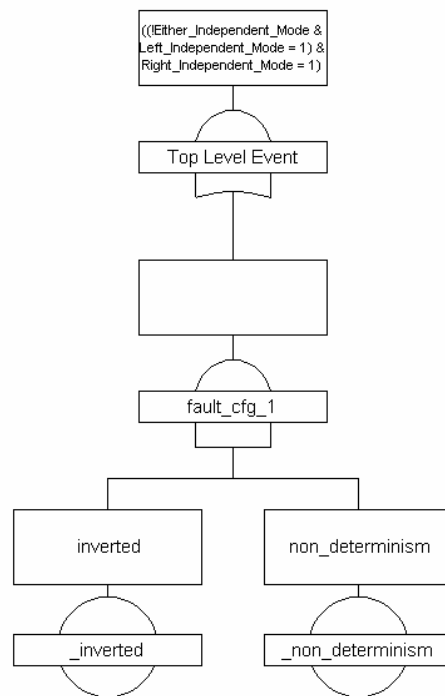 ((!Either_Independent_Mode &
Left_Independent_Mode = 1) &
Right_Independent_Mode = 1)
Top Level Event
fault_cfg_1
inverted
non_determinism
_inverted
_non_determinism